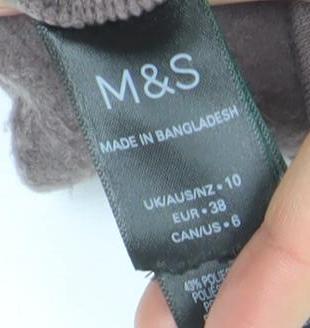 M&S
MADE IN BANGLADESH
UK/AUS/NZ • 10
EUR • 38
CAN/US • 6